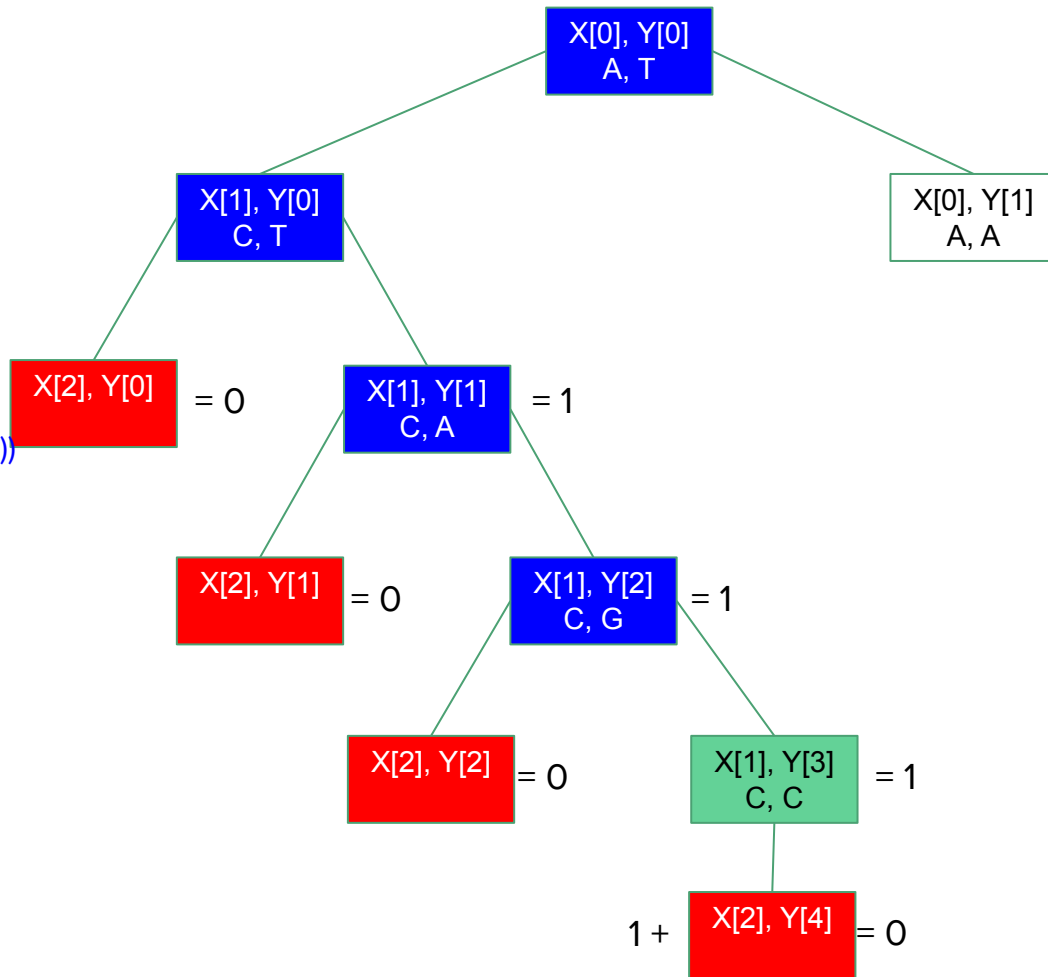 X[0], Y[0]
A, T
X[1], Y[0]
C, T
X[0], Y[1]
A, A
X[2], Y[0]
= 0
X[1], Y[1]
C, A
= 1
))
X[2], Y[1]
= 0
X[1], Y[2]
C, G
= 1
X[2], Y[2]
= 0
X[1], Y[3]
C, C
= 1
1 +
X[2], Y[4]
= 0